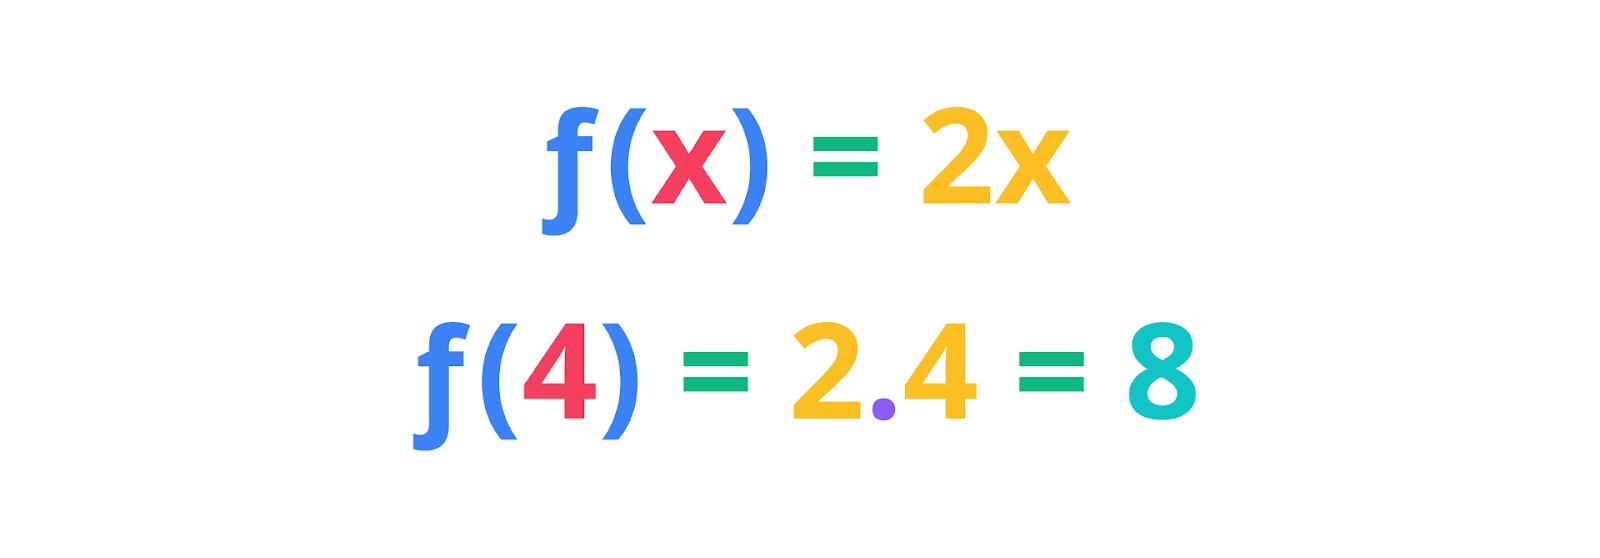 ƒ(x) = 2x
ƒ(4) = 2.4 = 8